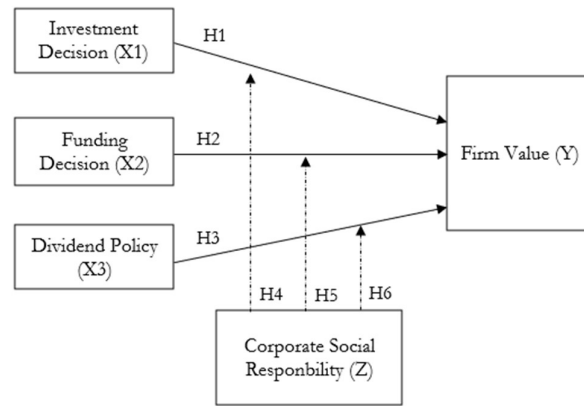 Investment
Decision (X1)
H1
Funding
Decision (X2)
H2
Firm Value (Y)
Dividend Policy
(X3)
H3
H4
H5
H6
Corporate Social
Responbility (Z)